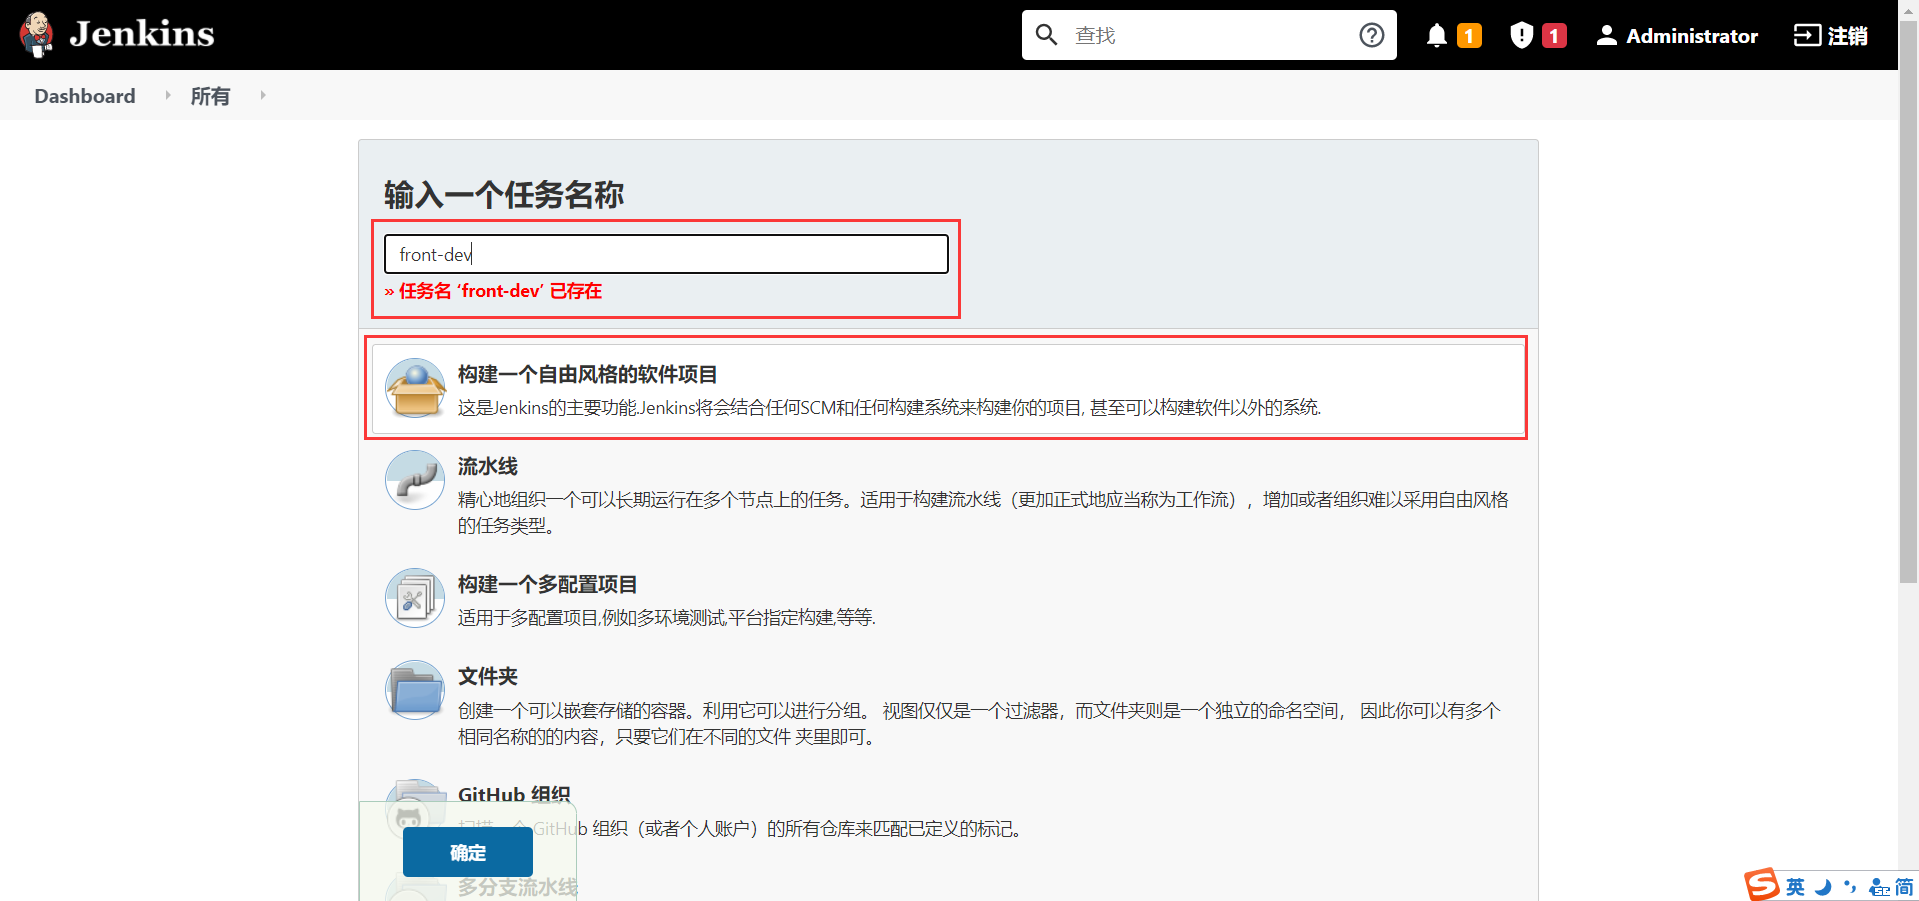 Jenkins
查找
1
1
Administrator
注销
Dashboard
所有
输入一个任务名称
front-dev
» 任务名 ‘front-dev’ 已存在
构建一个自由风格的软件项目
这是Jenkins的主要功能.Jenkins将会结合任何SCM和任何构建系统来构建你的项目, 甚至可以构建软件以外的系统.
流水线
精心地组织一个可以长期运行在多个节点上的任务。适用于构建流水线（更加正式地应当称为工作流），增加或者组织难以采用自由风格
的任务类型。
构建一个多配置项目
适用于多配置项目,例如多环境测试,平台指定构建,等等.
文件夹
创建一个可以嵌套存储的容器。利用它可以进行分组。 视图仅仅是一个过滤器，而文件夹则是一个独立的命名空间， 因此你可以有多个
相同名称的的内容，只要它们在不同的文件 夹里即可。
GitHub 组织
扫描一个 GitHub 组织（或者个人账户）的所有仓库来匹配已定义的标记。
确定
多分支流水线
英
简